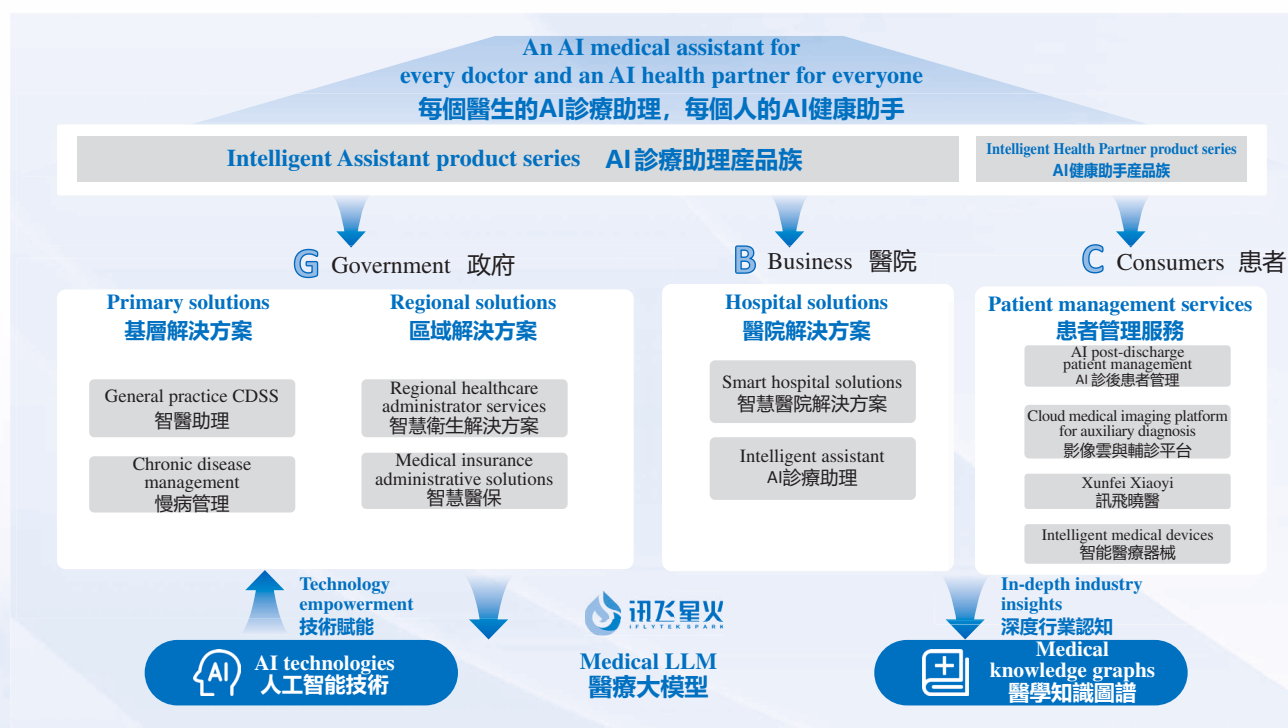 An AI medical assistant for
every doctor and an AI health partner for everyone
每個醫生的AI診療助理，每個人的AI健康助手
Intelligent Assistant product series AI診療助理産品族
Intelligent Health Partner product series
AI健康助手産品族
G Government 政府
B Business 醫院
C Consumers 患者
Primary solutions
基層解決方案
General practice CDSS
智醫助理
Chronic disease
management
慢病管理
Regional solutions
區域解決方案
Regional healthcare
administrator services
智慧衛生解決方案
Medical insurance
administrative solutions
智慧醫保
Hospital solutions
醫院解決方案
Smart hospital solutions
智慧醫院解決方案
Intelligent assistant
AI診療助理
Patient management services
患者管理服務
AI post-discharge
patient management
AI 診後患者管理
Cloud medical imaging platform
for auxiliary diagnosis
影像雲與輔診平台
Xunfei Xiaoyi
訊飛曉醫
Intelligent medical devices
智能醫療器械
Technology
empowerment
技術賦能
讯飞星火
IFLYTEK SPARK
In-depth industry
insights
深度行業認知
AI
AI technologies
人工智能技術
Medical LLM
醫療大模型
Medical
knowledge graphs
醫學知識圖譜